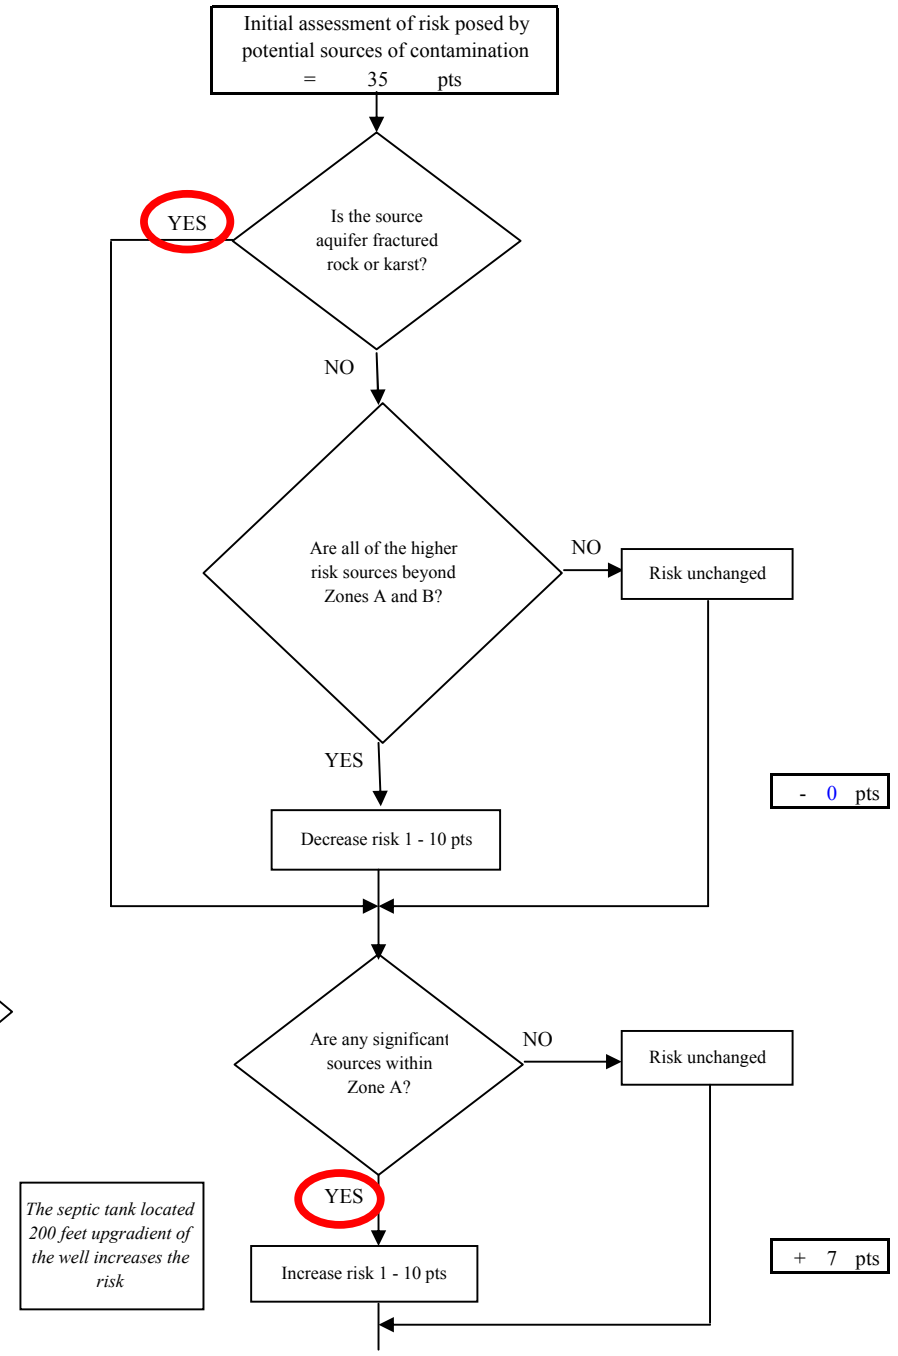 Initial assessment of risk posed by
potential sources of contamination
= 35 pts
YES
Is the source
aquifer fractured
rock or karst?
NO
Are all of the higher
risk sources beyond
Zones A and B?
NO
Risk unchanged
YES
- 0 pts
Decrease risk 1 - 10 pts
Are any significant
sources within
Zone A?
NO
Risk unchanged
YES
The septic tank located
200 feet upgradient of
the well increases the
risk
Increase risk 1 - 10 pts
+ 7 pts